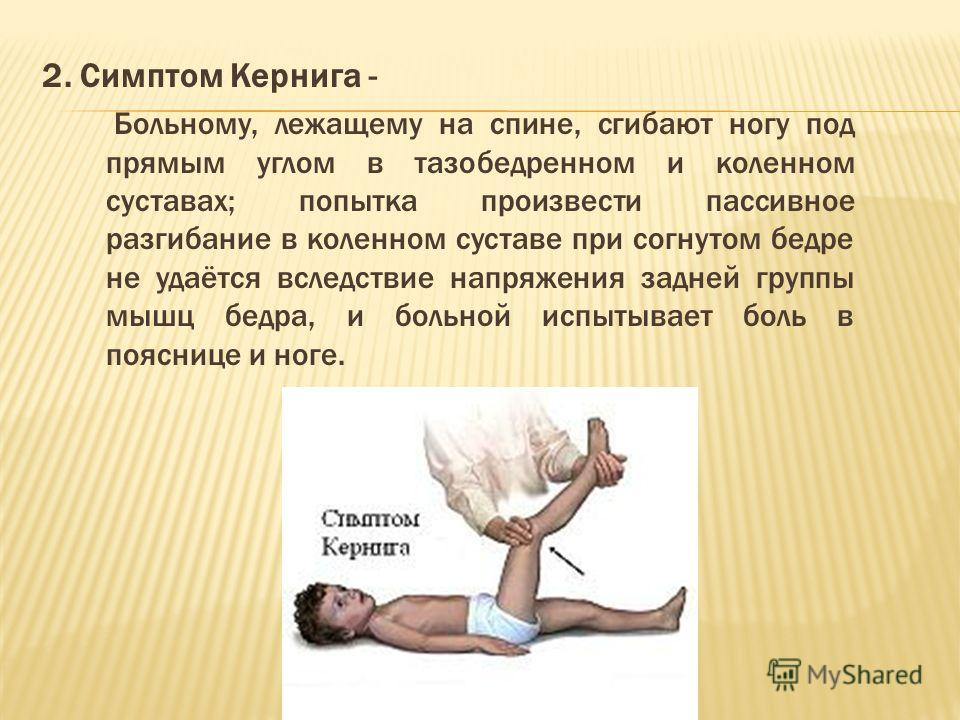 2. Симптом Кернига -
Больному, лежащему на спине, сгибают ногу под
прямым углом в тазобедренном и коленном
суставах; попытка произвести пассивное
разгибание в коленном суставе при согнутом бедре
не удаётся вследствие напряжения задней группы
мышц бедра, и больной испытывает боль в
пояснице и ноге.
Симптом
Кернига
MyShared